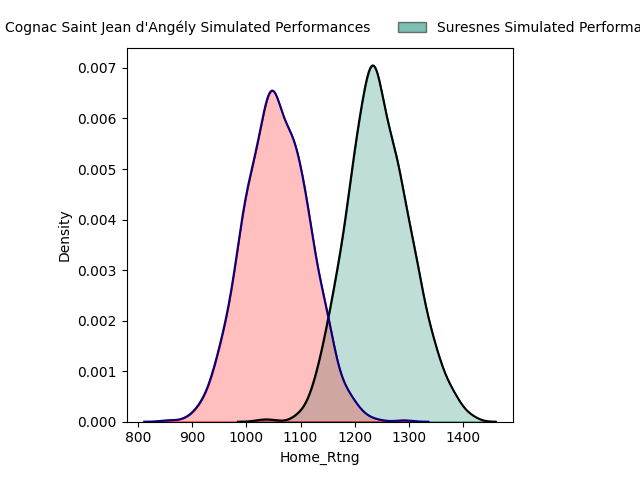 Cognac Saint Jean d'Angély Simulated Performances
Suresnes Simulated
0.007
0.006
0.005
0.004
0.003
0.002
0.001
0.000
Density
800 900 1000 1100 1200 1300 1400
Home_Rtng